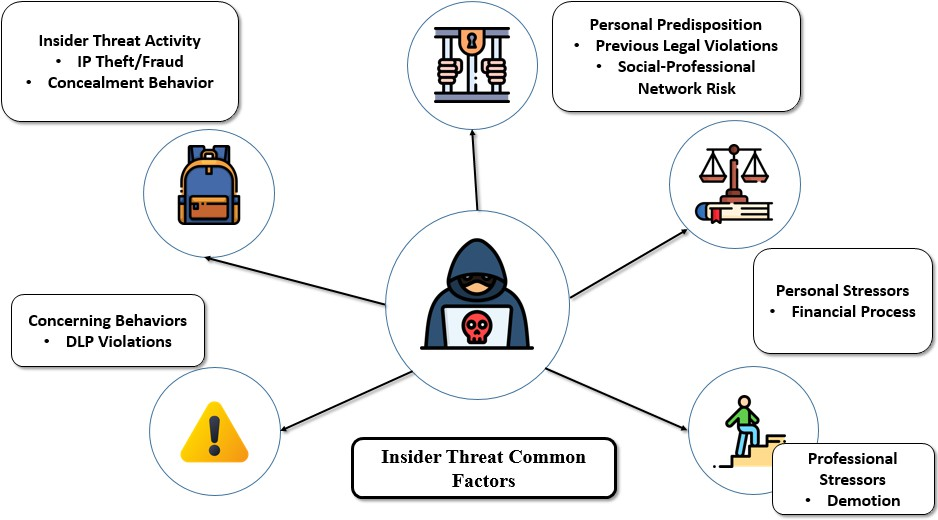 Insider Threat Activity
• IP Theft/Fraud
• Concealment Behavior
Personal Predisposition
• Previous Legal Violations
• Social-Professional
Network Risk
Personal Stressors
• Financial Process
Concerning Behaviors
• DLP Violations
Professional
Stressors
• Demotion
Insider Threat Common
Factors